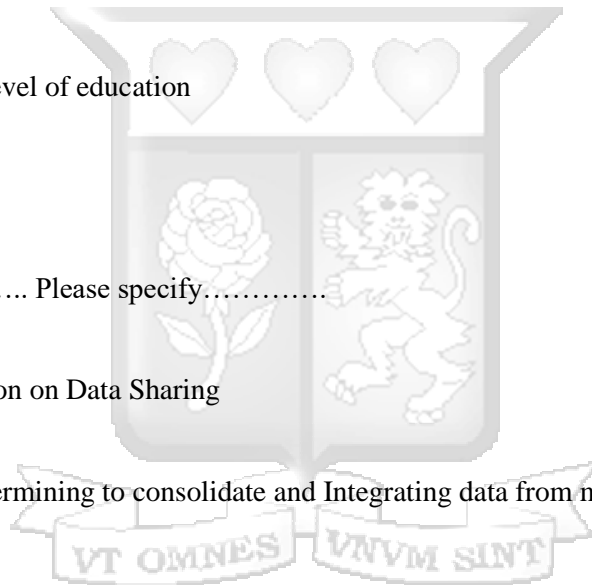 evel of education
….. Please specify………….
on on Data Sharing
ermining to consolidate and Integrating data from n
VT OMNES VNVM SINT